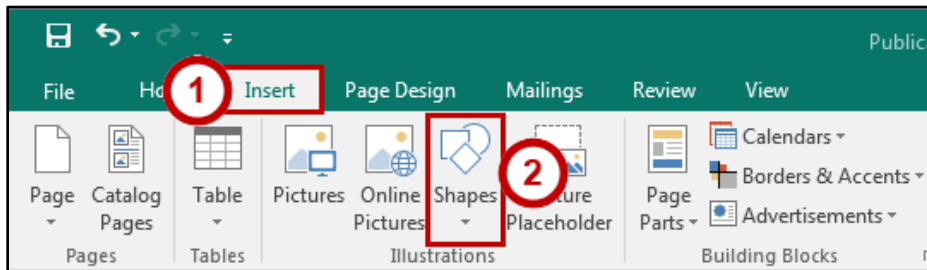 Public
File Ho 1 Insert Page Design Mailings Review View
Page Catalog Pages Table Pictures Online Pictures Shapes 2 Placeholder Page Parts
Calendars
Borders & Accents
Advertisements
Pages Tables Illustrations Building Blocks